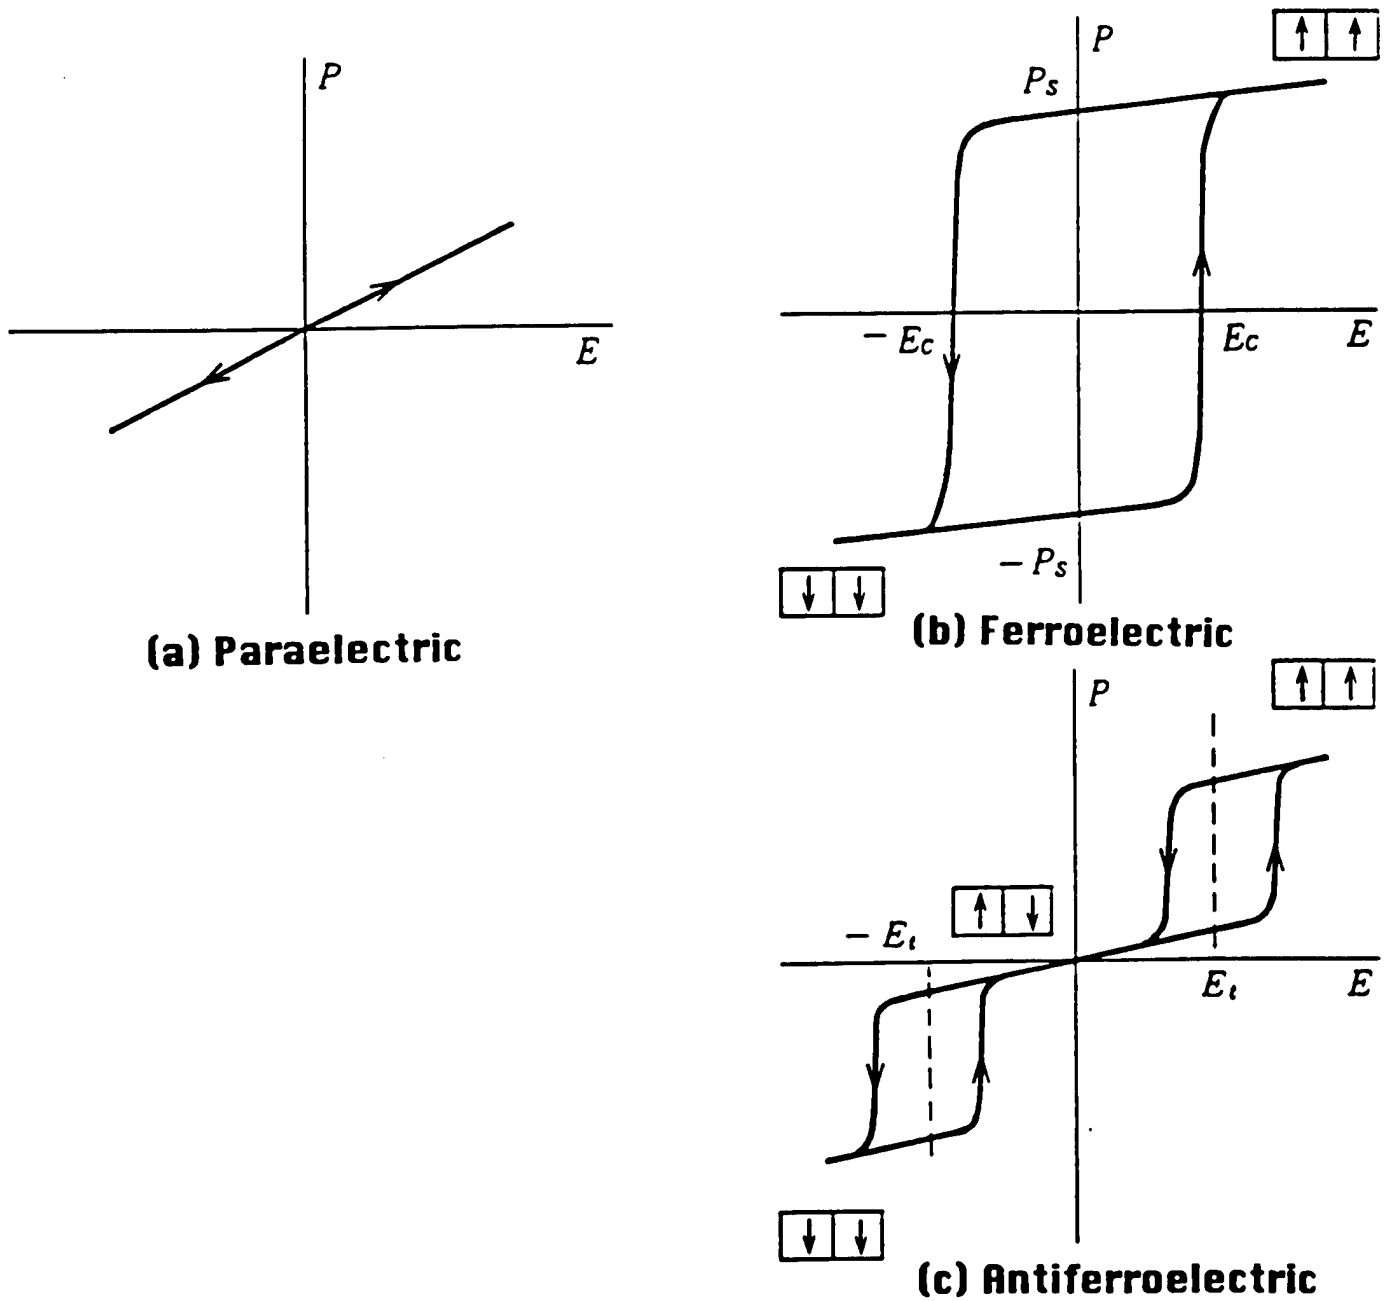 P
E
(a) Paraelectric
P
Ps
− Ec
Ec
E
− Ps
(b) Ferroelectric
P
− Et
Et
E
(c) Antiferroelectric